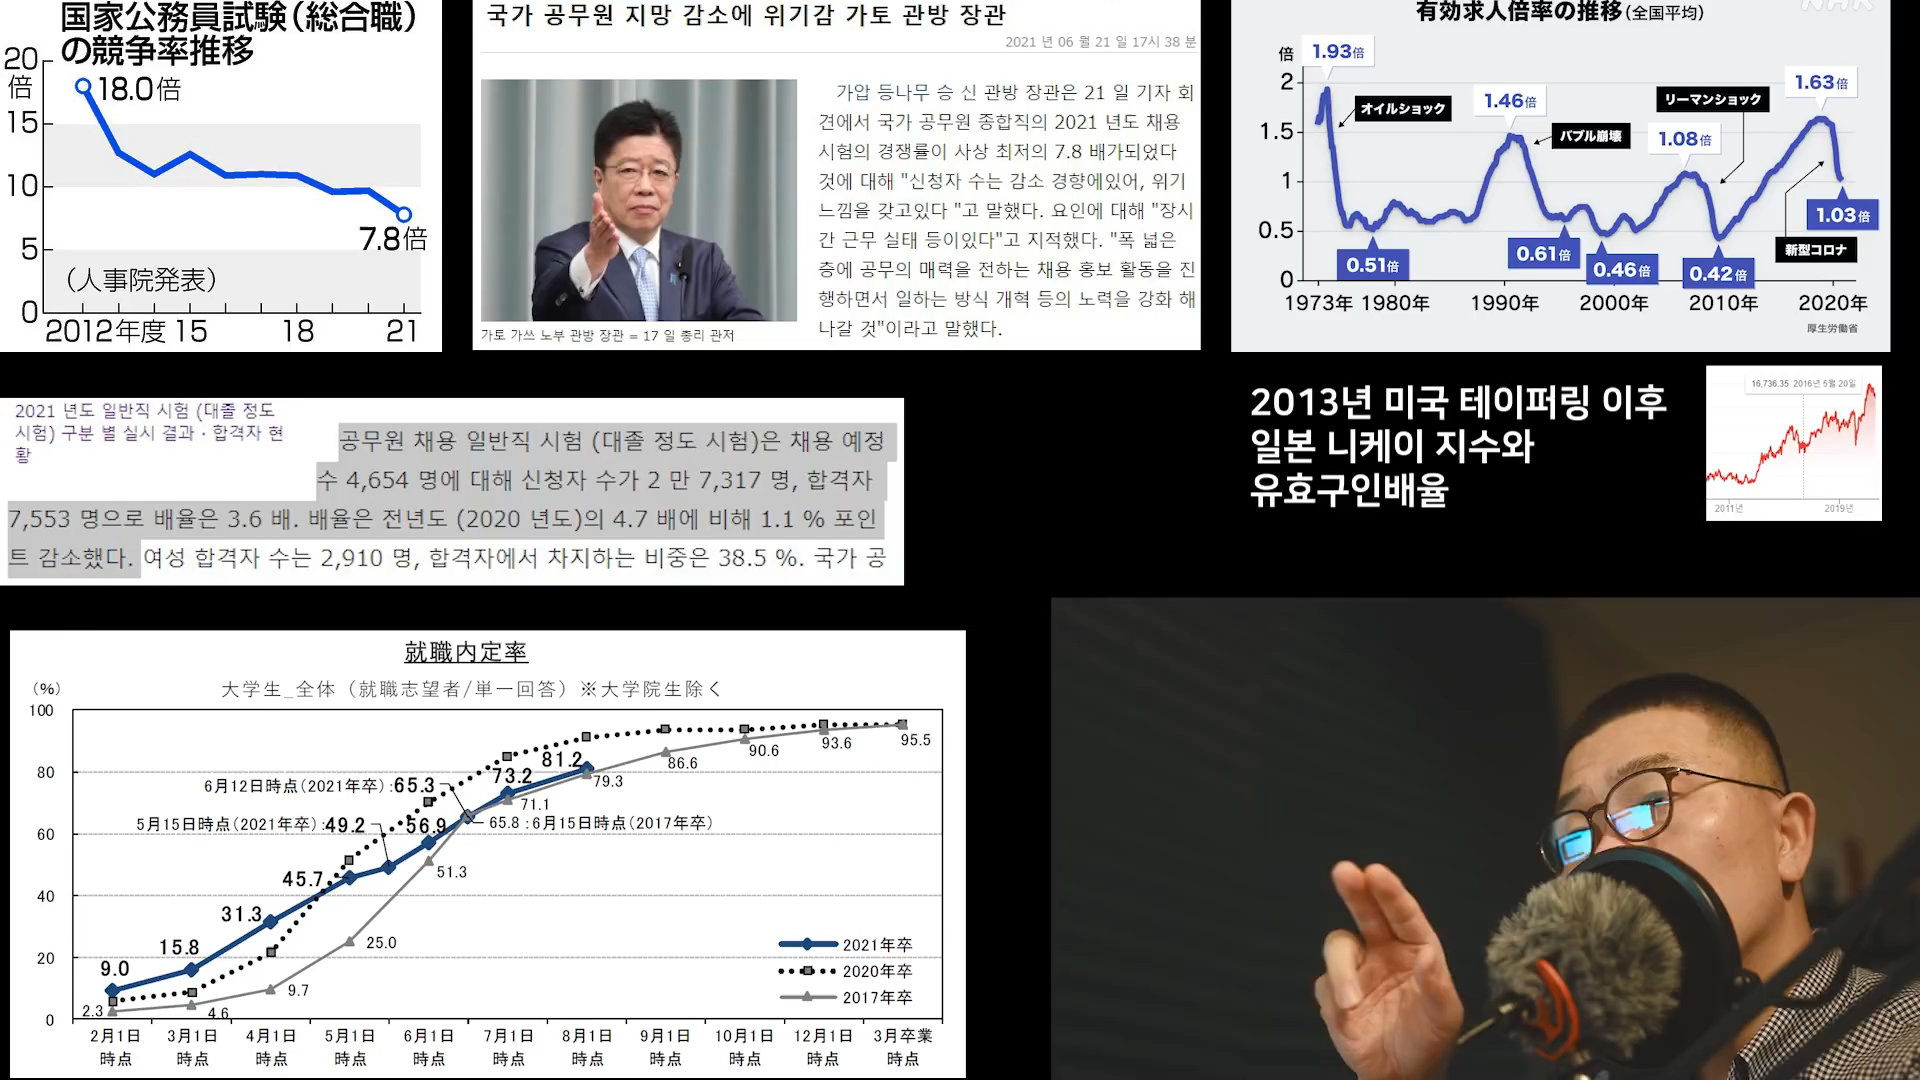 国家公務員試験（総合職）
の競争率推移
20
倍
15
10
5
0
18.0倍
7.8倍
（人事院発表）
2012年度 15 18 21
국가 공무원 지망 감소에 위기감 가토 관방 장관
2021 년 06 월 21 일 17시 38 분
가압 등나무 승 신 관방 장관은 21 일 기자 회
견에서 국가 공무원 종합직의 2021 년도 채용
시험의 경쟁률이 사상 최저의 7.8 배가되었다
것에 대해 "신청자 수는 감소 경향에있어, 위기
느낌을 갖고있다 "고 말했다. 요인에 대해 "장시
간 근무 실태 등이있다"고 지적했다. "폭 넓은
층에 공무의 매력을 전하는 채용 홍보 활동을 진
행하면서 일하는 방식 개혁 등의 노력을 강화 해
나갈 것"이라고 말했다.
가토 가쓰 노부 관방 장관 = 17 일 총리 관저
NHK
有効求人倍率の推移(全国平均)
倍
2
1.5
1
0.5
0
1.93倍
オイルショック
1.46倍
バブル崩壊
リーマンショック
1.08倍
1.63倍
0.51倍
0.61倍
0.46倍
0.42倍
1.03倍
新型コロナ
1973年 1980年 1990年 2000年 2010年 2020年
厚生労働省
2021 년도 일반직 시험 (대졸 정도
시험) 구분 별 실시 결과 · 합격자 현
황
공무원 채용 일반직 시험 (대졸 정도 시험)은 채용 예정
수 4,654 명에 대해 신청자 수가 2 만 7,317 명, 합격자
7,553 명으로 배율은 3.6 배. 배율은 전년도 (2020 년도)의 4.7 배에 비해 1.1 % 포인
트 감소했다. 여성 합격자 수는 2,910 명, 합격자에서 차지하는 비중은 38.5 %. 국가 공
2013년 미국 테이퍼링 이후
일본 니케이 지수와
유효구인배율
16,736.35 2016년 5월 20일
2011년 2019년
就職内定率
大学生_全体（就職志望者/単一回答）※大学院生除く
(%)
100
80
60
40
20
0
9.0
15.8
31.3
45.7
5月15日時点(2021年卒):49.2
56.9
6月12日時点(2021年卒):65.3
73.2
81.2
2.3
4.6
9.7
25.0
51.3
65.8:6月15日時点(2017年卒)
71.1
79.3
86.6
90.6
93.6
95.5
2021年卒
2020年卒
2017年卒
2月1日 3月1日 4月1日 5月1日 6月1日 7月1日 8月1日 9月1日 10月1日 12月1日 3月卒業
時点 時点 時点 時点 時点 時点 時点 時点 時点 時点 時点